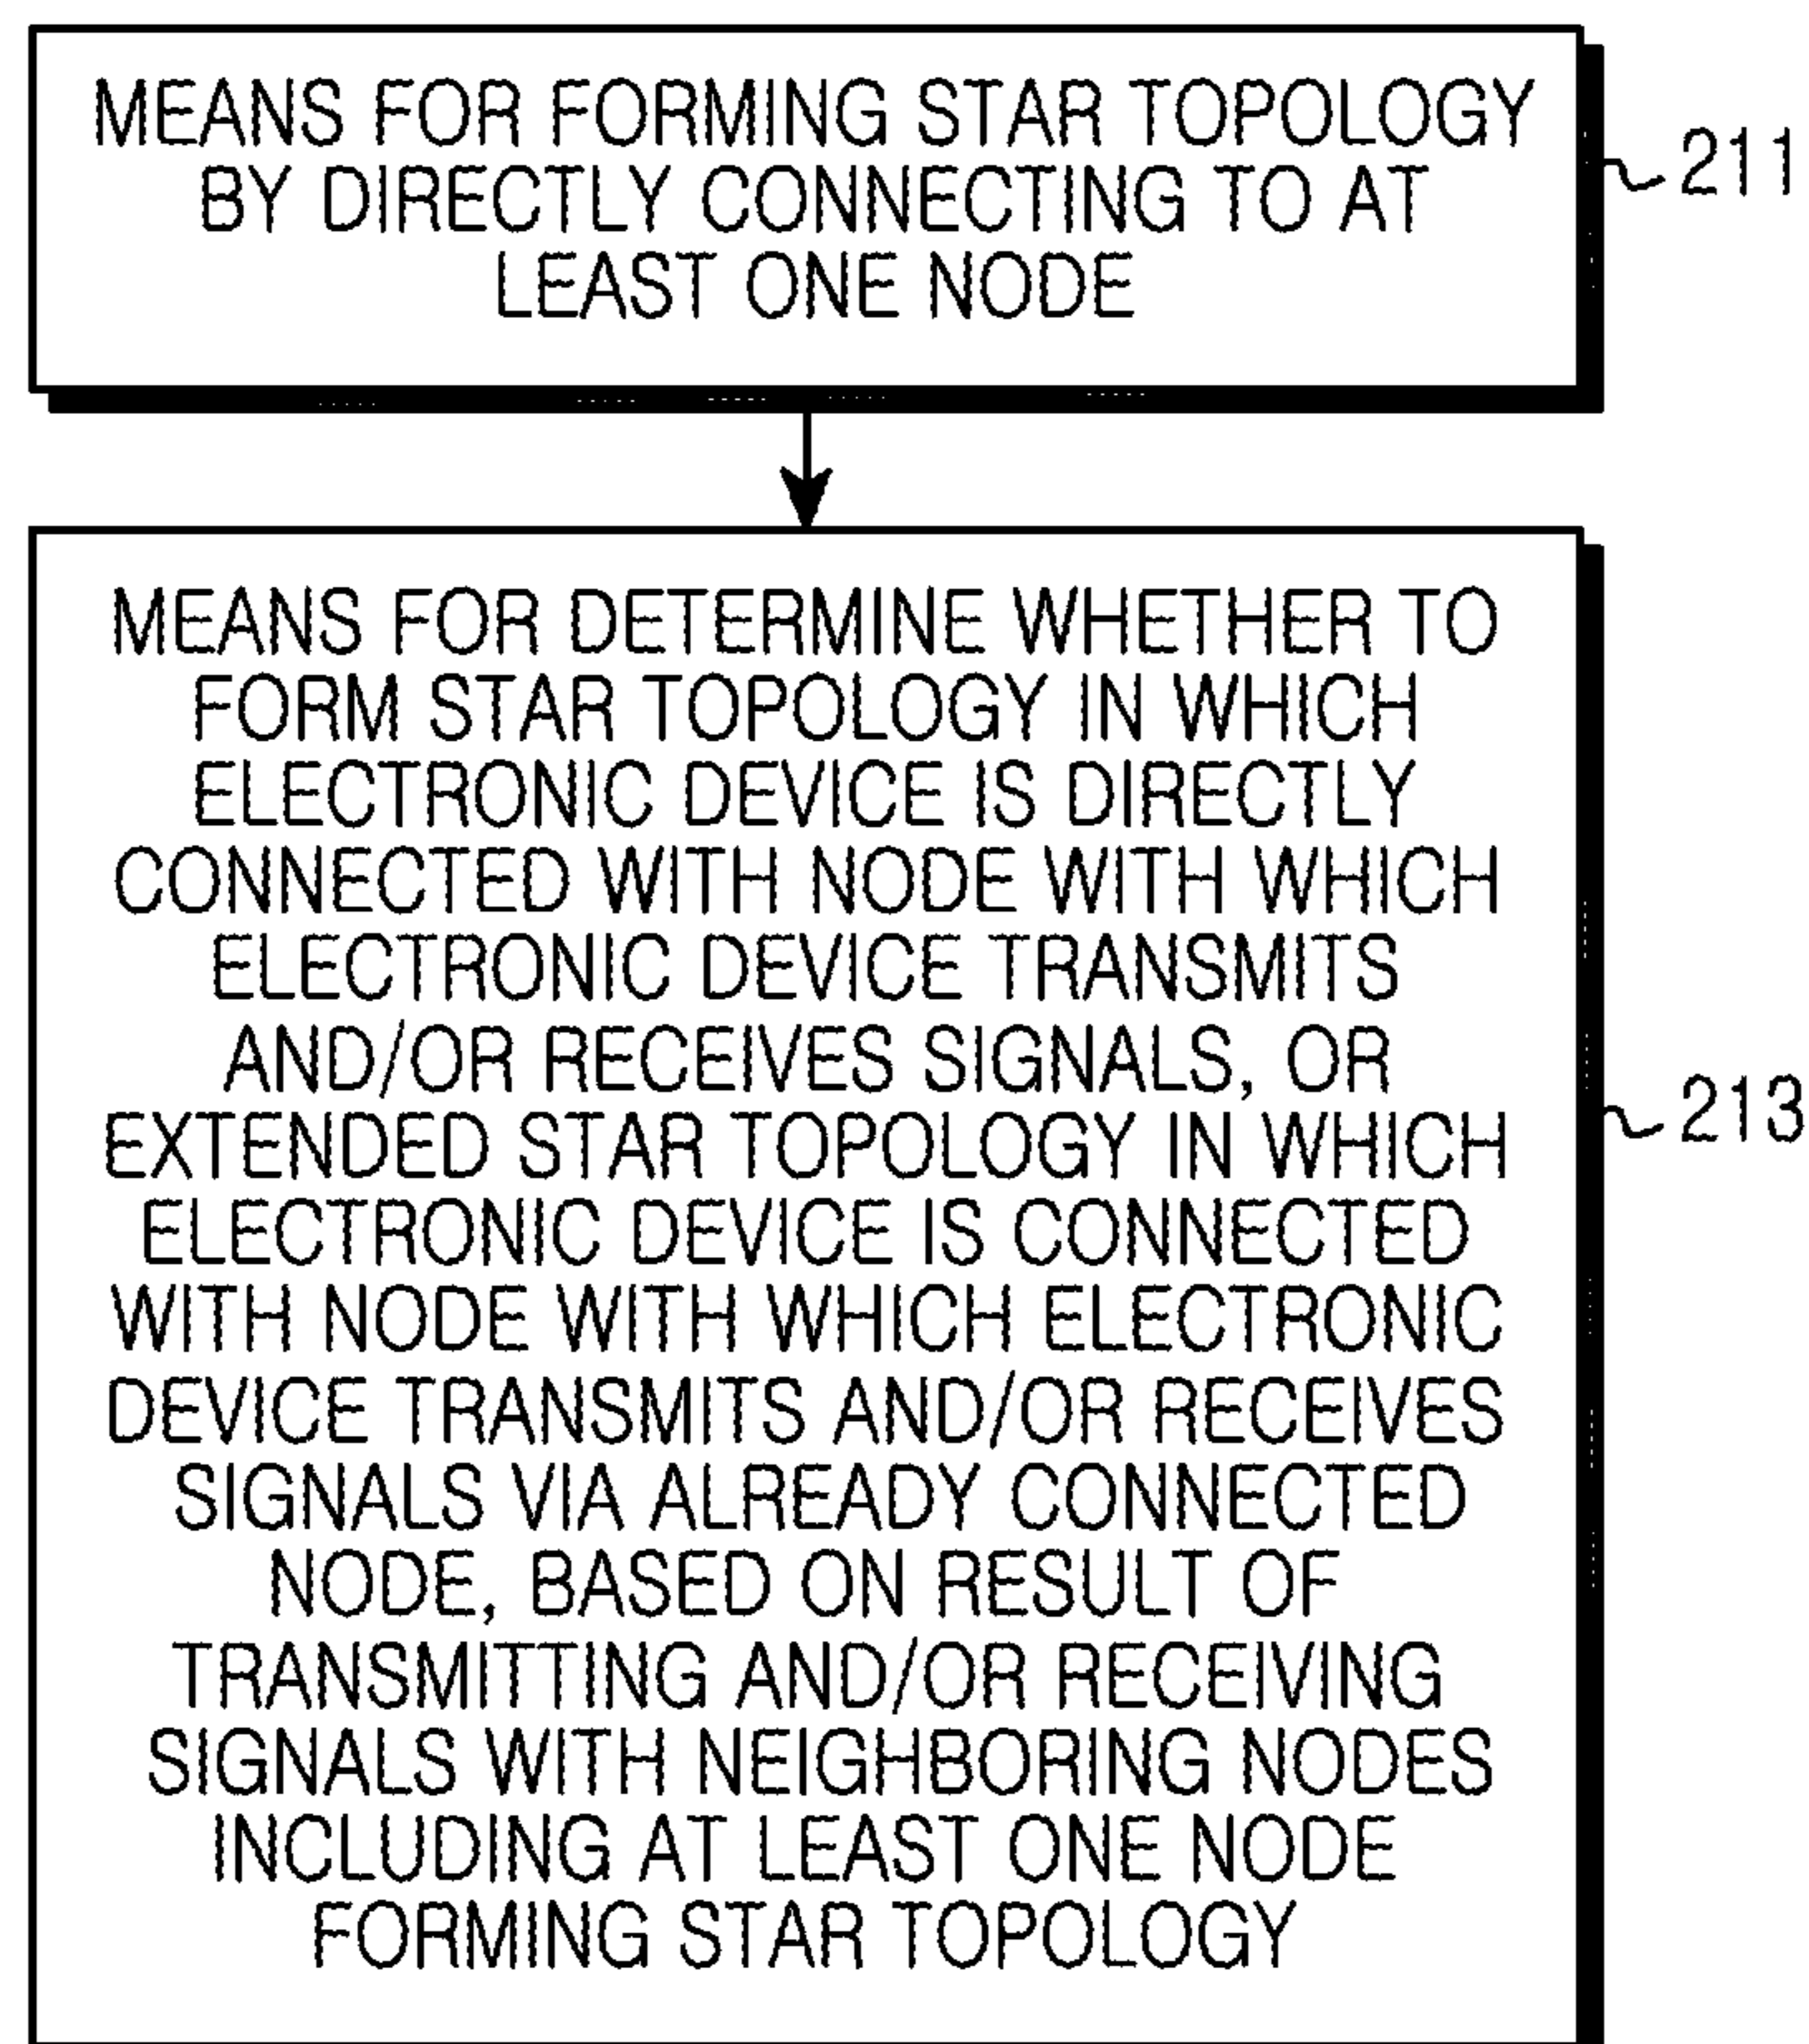 MEANS FOR FORMING STAR TOPOLOGY
BY DIRECTLY CONNECTING TO AT
LEAST ONE NODE
211
MEANS FOR DETERMINE WHETHER TO
FORM STAR TOPOLOGY IN WHICH
ELECTRONIC DEVICE IS DIRECTLY
CONNECTED WITH NODE WITH WHICH
ELECTRONIC DEVICE TRANSMITS
AND/OR RECEIVES SIGNALS, OR
EXTENDED STAR TOPOLOGY IN WHICH
ELECTRONIC DEVICE IS CONNECTED
WITH NODE WITH WHICH ELECTRONIC
DEVICE TRANSMITS AND/OR RECEIVES
SIGNALS VIA ALREADY CONNECTED
NODE, BASED ON RESULT OF
TRANSMITTING AND/OR RECEIVING
SIGNALS WITH NEIGHBORING NODES
INCLUDING AT LEAST ONE NODE
FORMING STAR TOPOLOGY
213